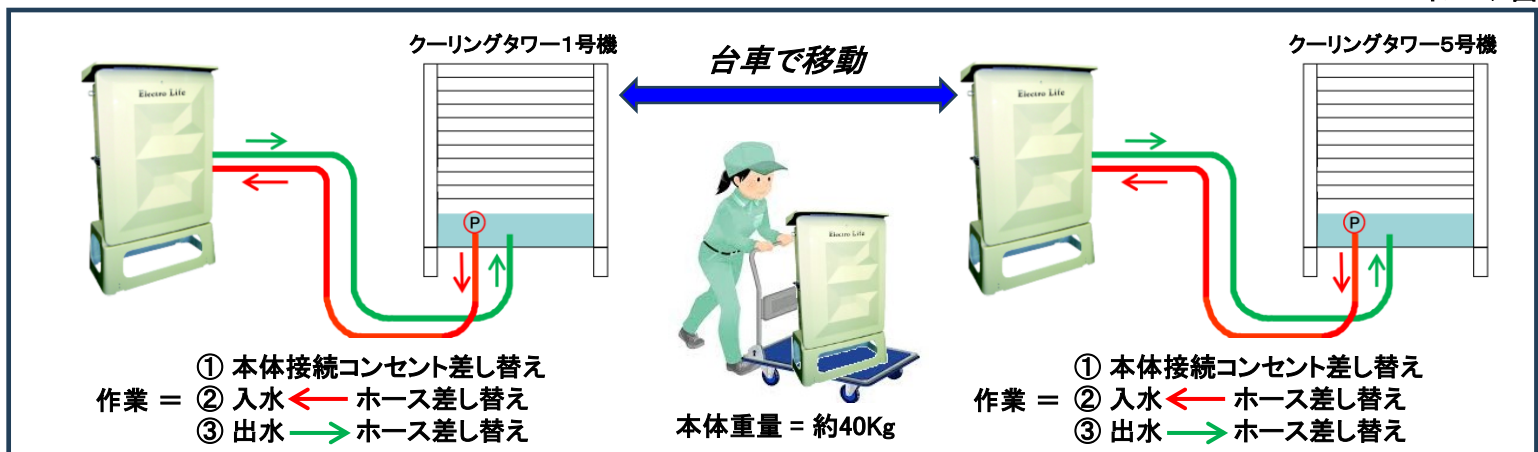 クーリングタワー1号機
台車で移動
クーリングタワー5号機
Electro Life
Electro Life
Electro Life
P
P
作業 =
① 本体接続コンセント差し替え
② 入水 ← ホース差し替え
③ 出水 → ホース差し替え
本体重量 = 約40Kg
作業 =
① 本体接続コンセント差し替え
② 入水 ← ホース差し替え
③ 出水 → ホース差し替え